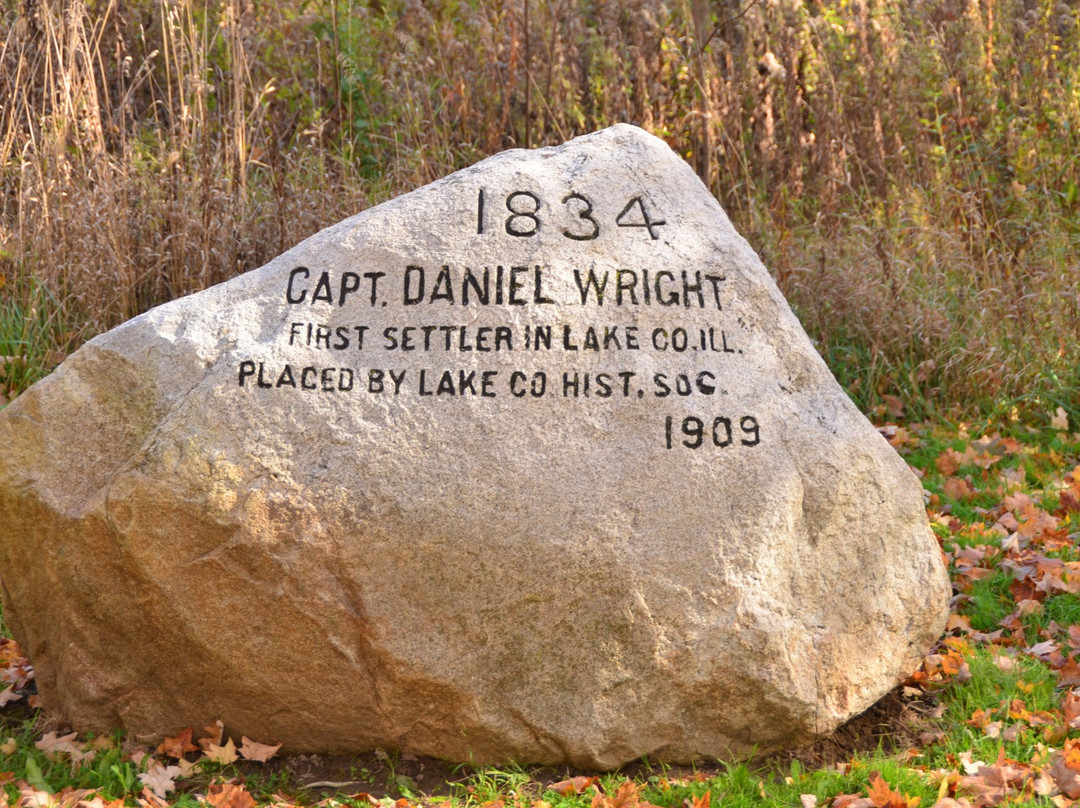 1834
CAPT. DANIEL WRIGHT
FIRST SETTLER IN LAKE CO. ILL.
PLACED BY LAKE CO HIST. SOC.
1909